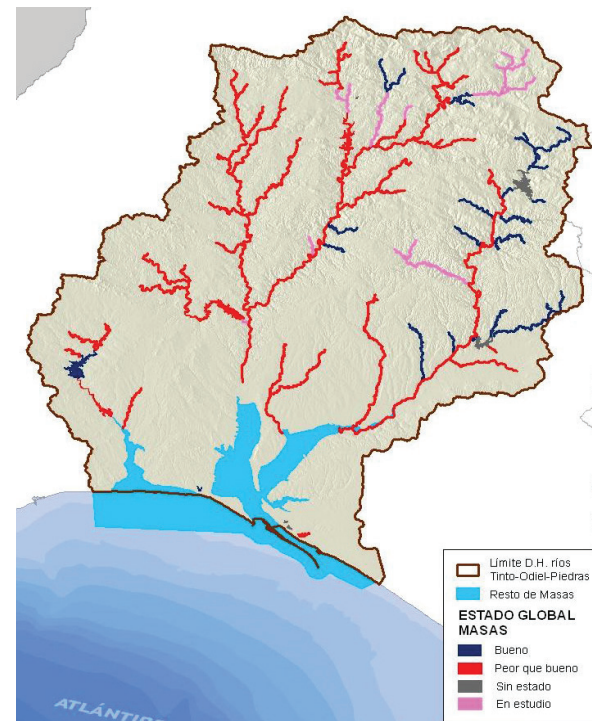 Límite D.H. ríos
Tinto-Odiel-Piedras
Resto de Masas
ESTADO GLOBAL
MASAS
Bueno
Peor que bueno
Sin estado
En estudio